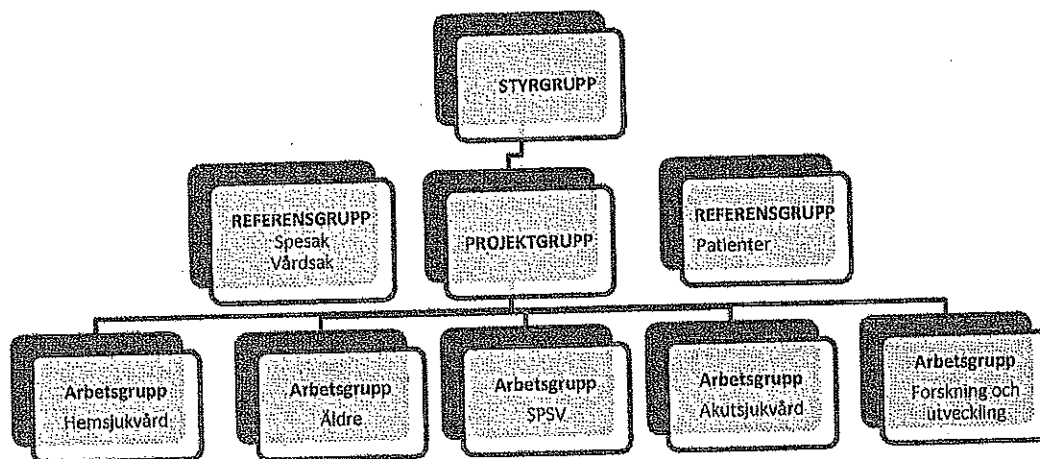 STYRGRUPP
REFERENSGRUPP
Spesak
Vårdsak
PROJEKTGRUPP
REFERENSGRUPP
Patienter
Arbetsgrupp
Hemsjukvård
Arbetsgrupp
Äldre
Arbetsgrupp
SPSV
Arbetsgrupp
Akutsjukvård
Arbetsgrupp
Forskning och
utveckling